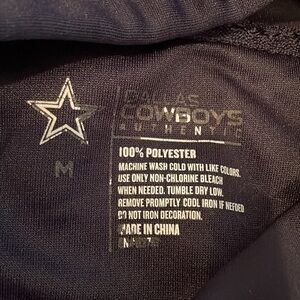 DALLAS
COWBOYS
AUTHENTIC
M
100% POLYESTER
MACHINE WASH COLD WITH LIKE COLORS.
USE ONLY NON-CHLORINE BLEACH
WHEN NEEDED. TUMBLE DRY LOW.
REMOVE PROMPTLY COOL IRON IF NEEDED
DO NOT IRON DECORATION.
MADE IN CHINA